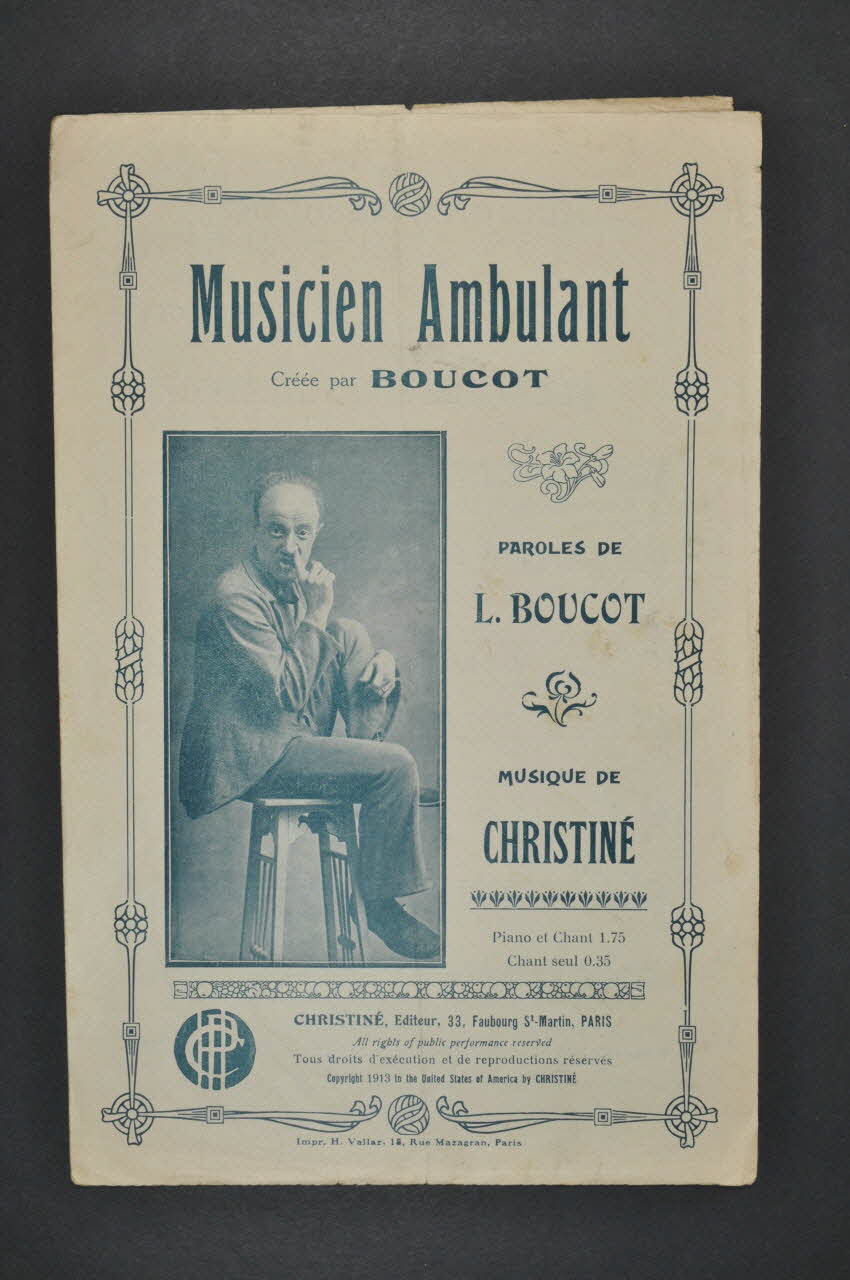 Musicien Ambulant
Créée par BOUCOT
PAROLES DE
L. BOUCOT
MUSIQUE DE
CHRISTINÉ
Piano et Chant 1.75
Chant seul 0.35
CHRISTINÉ, Editeur, 33, Faubourg St-Martin, PARIS
All rights of public performance reserved
Tous droits d'exécution et de reproductions réservés
Copyright 1913 in the United States of America by CHRISTINÉ
Impr. H. Vallar, 18, Rue Mazagran, Paris